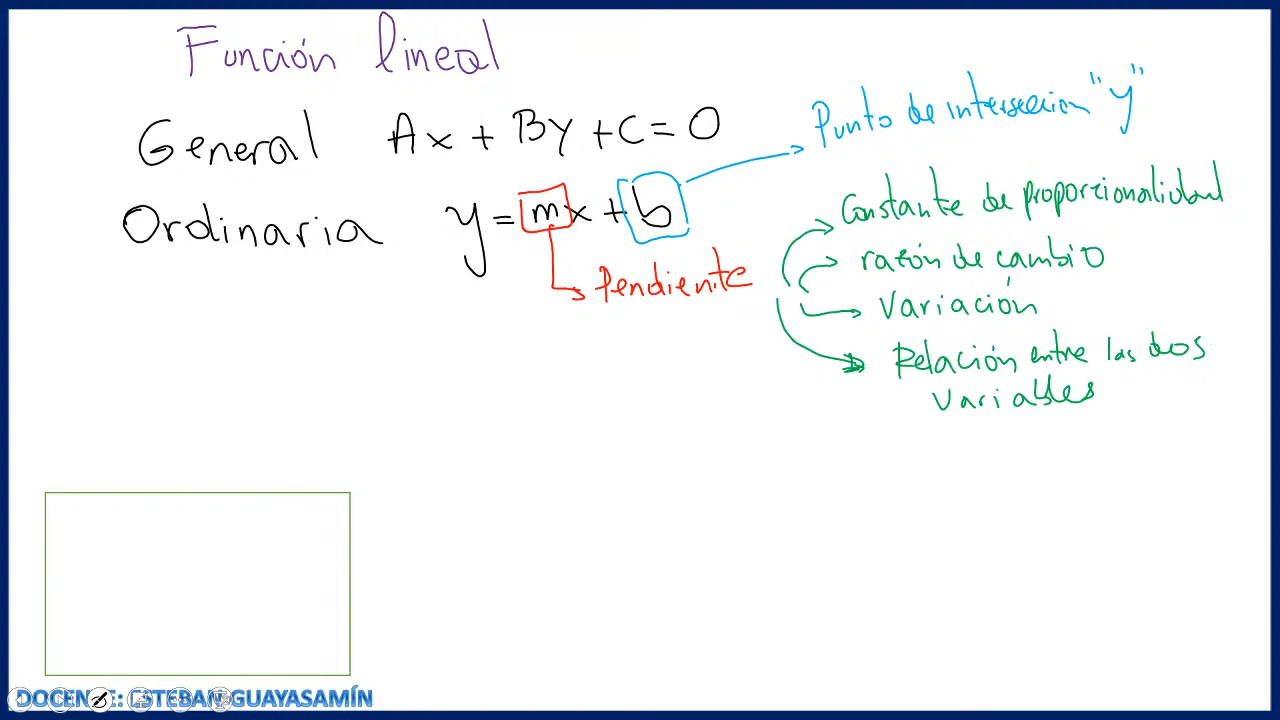 Función lineal
General Ax + By + C = 0
Punto de intersección "y"
Ordinaria y = mx + b
Pendiente
Constante de proporcionalidad
razón de cambio
Variación
Relación entre las dos
variables
DOCENTE: ESTEBAN GUAYASAMÍN